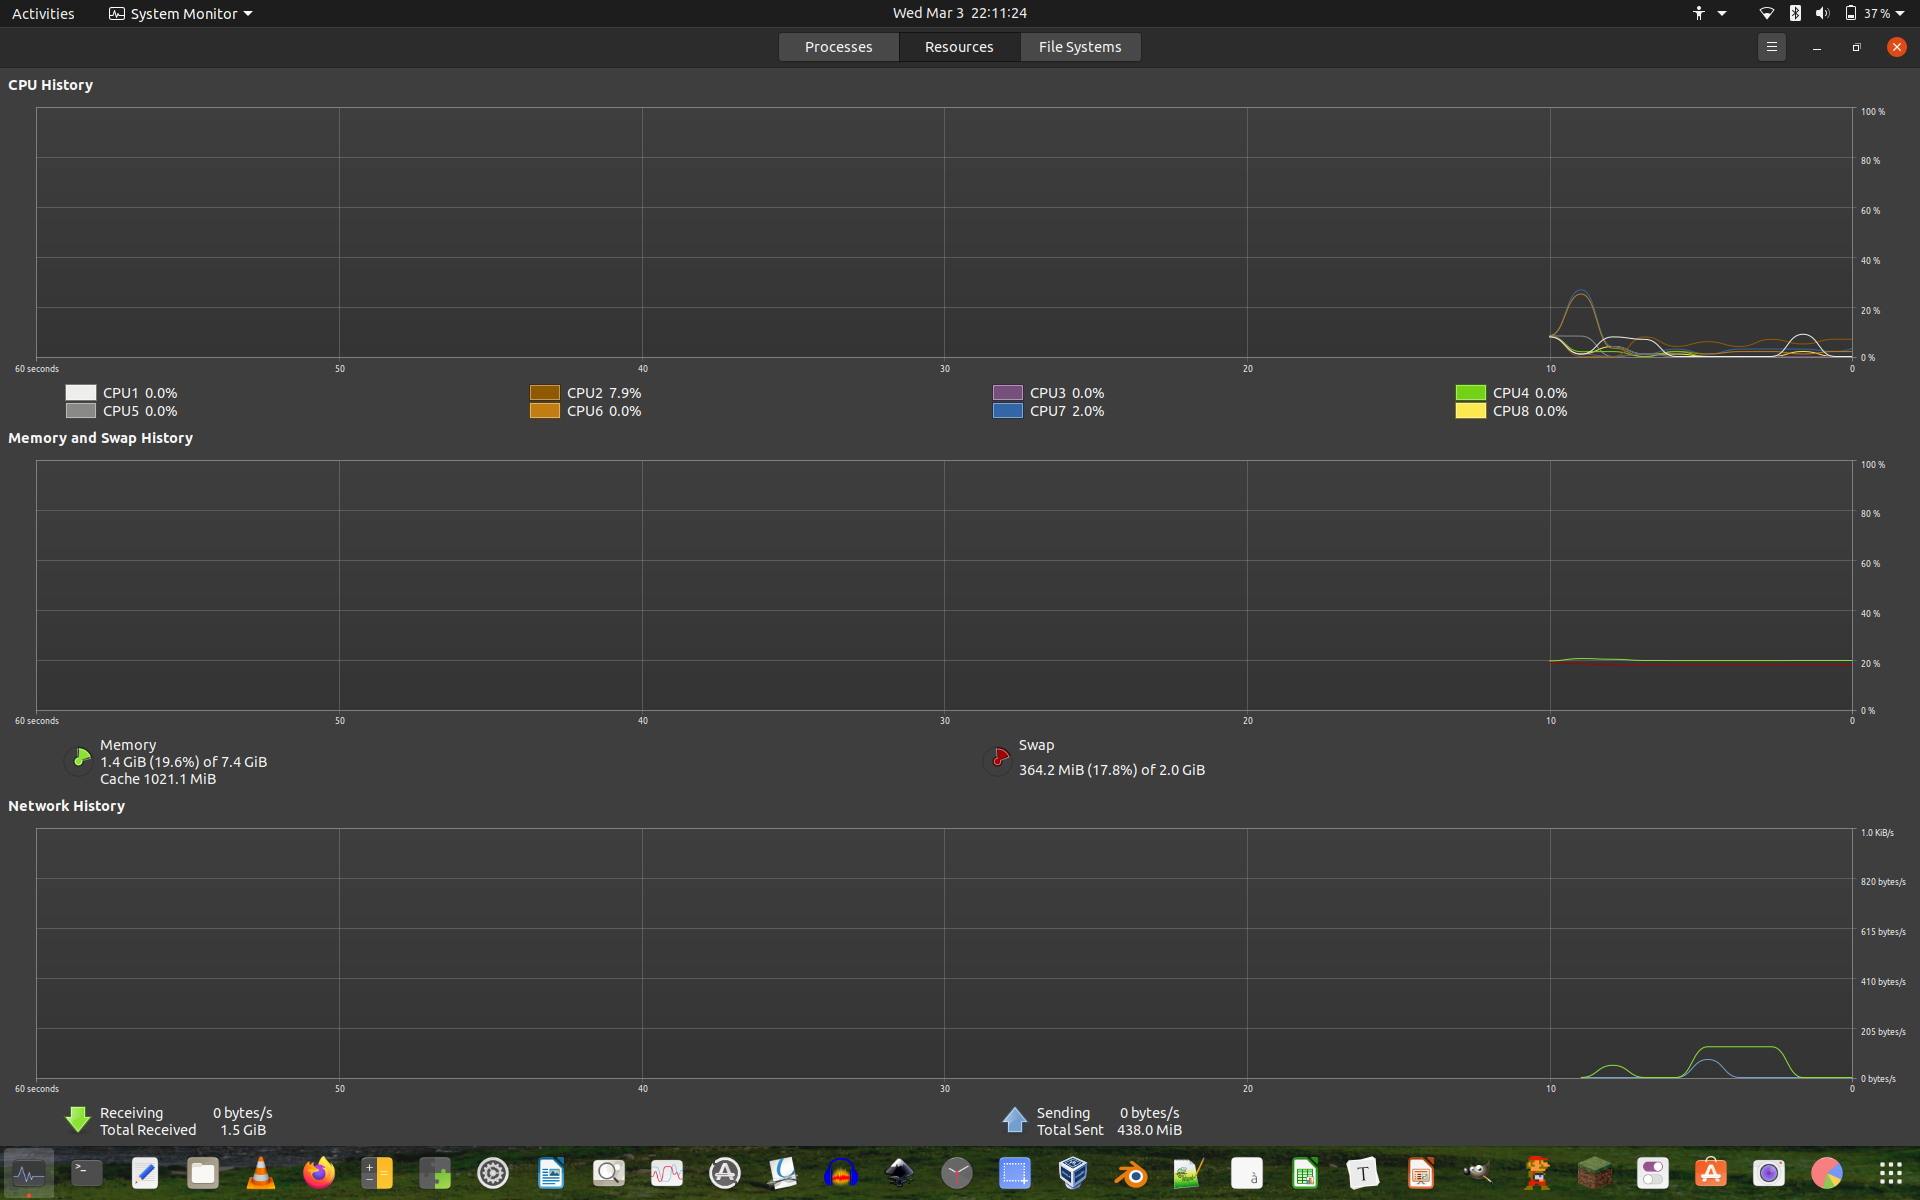 Activities System Monitor Wed Mar 3 22:11:24 37 %
Processes Resources File Systems
CPU History
100 %
80 %
60 %
40 %
20 %
0 %
60 seconds 50 40 30 20 10 0
CPU1 0.0% CPU2 7.9% CPU3 0.0% CPU4 0.0%
CPU5 0.0% CPU6 0.0% CPU7 2.0% CPU8 0.0%
Memory and Swap History
100 %
80 %
60 %
40 %
20 %
0 %
60 seconds 50 40 30 20 10 0
Memory
1.4 GiB (19.6%) of 7.4 GiB
Cache 1021.1 MiB
Swap
364.2 MiB (17.8%) of 2.0 GiB
Network History
1.0 KiB/s
820 bytes/s
615 bytes/s
410 bytes/s
205 bytes/s
0 bytes/s
60 seconds 50 40 30 20 10 0
Receiving 0 bytes/s
Total Received 1.5 GiB
Sending 0 bytes/s
Total Sent 438.0 MiB